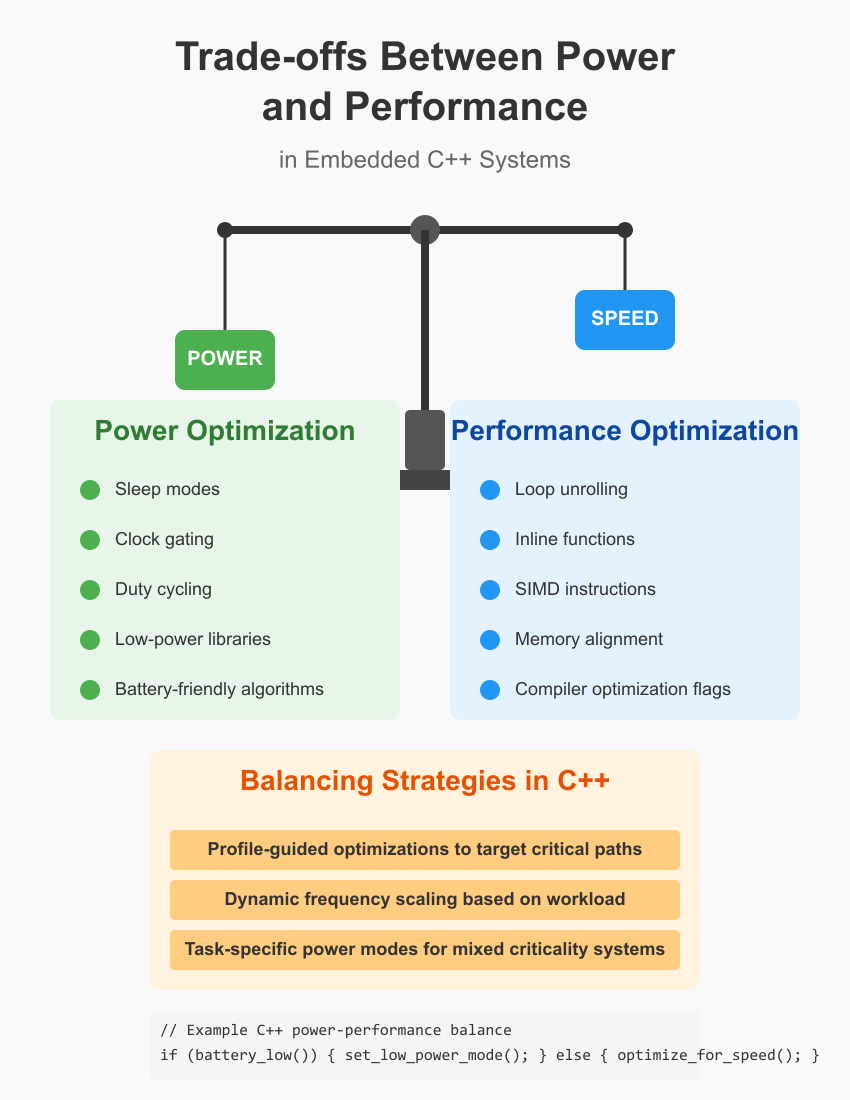 Trade-offs Between Power
and Performance
in Embedded C++ Systems
SPEED
POWER
Power Optimization
Sleep modes
Clock gating
Duty cycling
Low-power libraries
Battery-friendly algorithms
Performance Optimization
Loop unrolling
Inline functions
SIMD instructions
Memory alignment
Compiler optimization flags
Balancing Strategies in C++
Profile-guided optimizations to target critical paths
Dynamic frequency scaling based on workload
Task-specific power modes for mixed criticality systems
// Example C++ power-performance balance
if (battery_low()) { set_low_power_mode(); } else { optimize_for_speed(); }